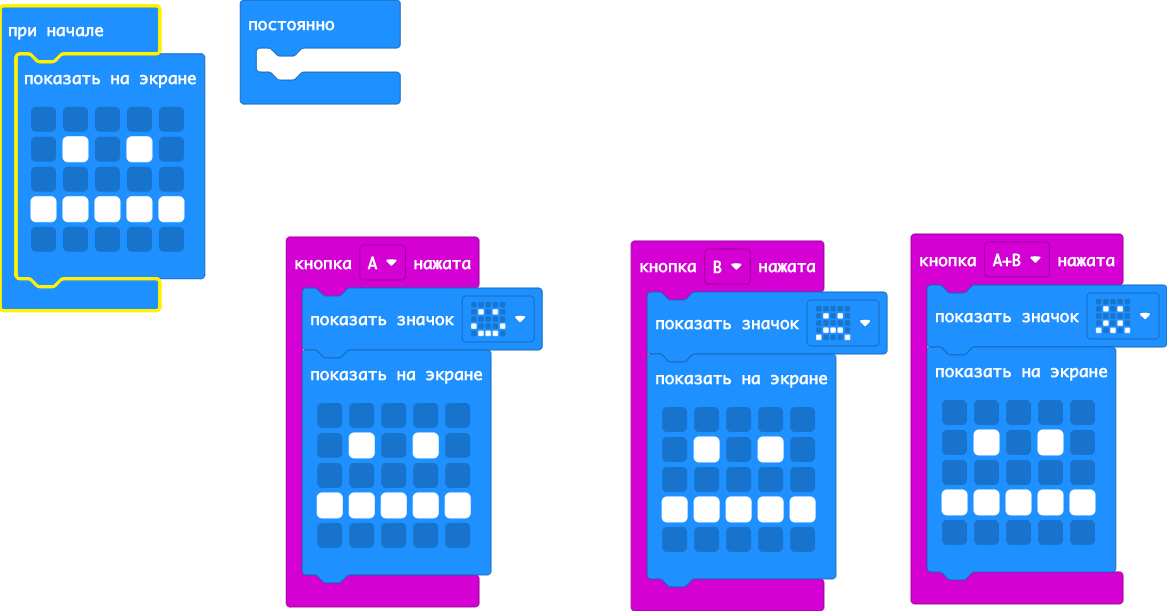 при начале
показать на экране
постоянно
кнопка A нажата
показать значок
показать на экране
кнопка B нажата
показать значок
показать на экране
кнопка A+B нажата
показать значок
показать на экране